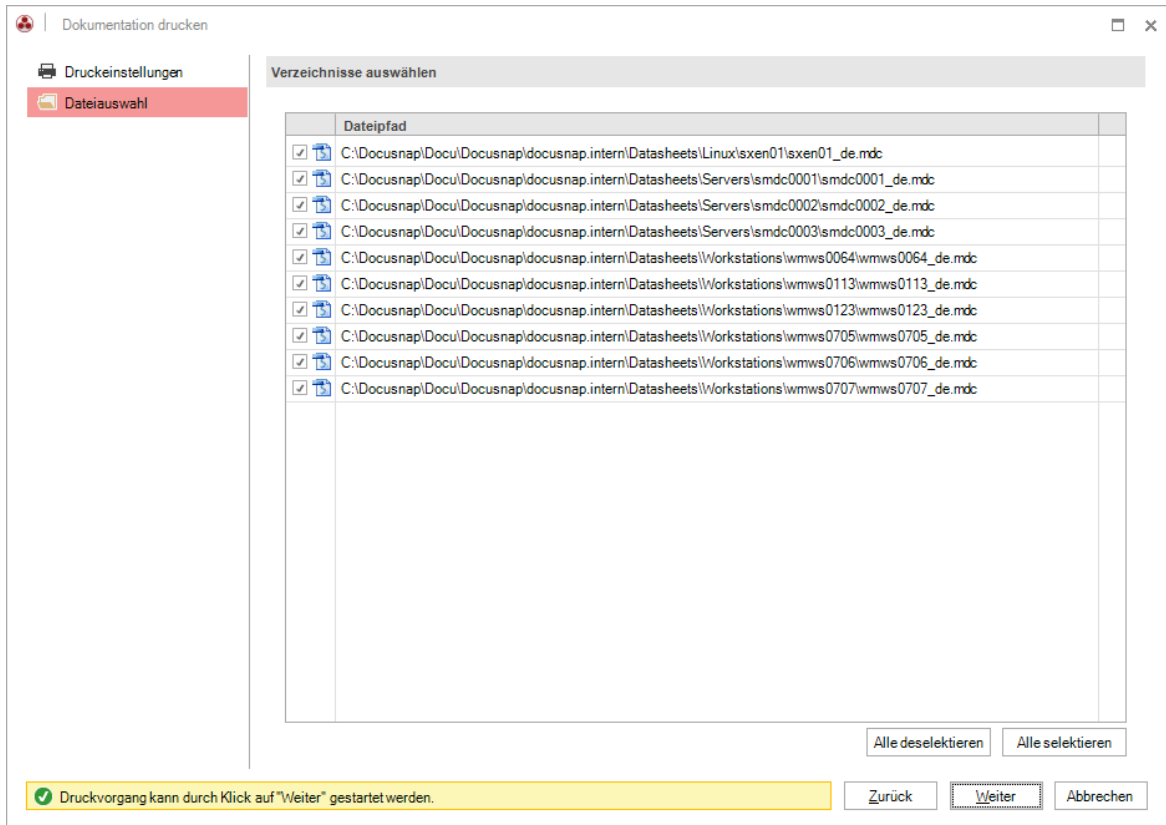 Dokumentation drucken
Druckeinstellungen
Dateiauswahl
Verzeichnisse auswählen
Dateipfad
C:\Docusnap\Docu\Docusnap\docusnap.intern\Datasheets\Linux\sxen01\sxen01_de.mdc
C:\Docusnap\Docu\Docusnap\docusnap.intern\Datasheets\Servers\smdc0001\smdc0001_de.mdc
C:\Docusnap\Docu\Docusnap\docusnap.intern\Datasheets\Servers\smdc0002\smdc0002_de.mdc
C:\Docusnap\Docu\Docusnap\docusnap.intern\Datasheets\Servers\smdc0003\smdc0003_de.mdc
C:\Docusnap\Docu\Docusnap\docusnap.intern\Datasheets\Workstations\wmws0064\wmws0064_de.mdc
C:\Docusnap\Docu\Docusnap\docusnap.intern\Datasheets\Workstations\wmws0113\wmws0113_de.mdc
C:\Docusnap\Docu\Docusnap\docusnap.intern\Datasheets\Workstations\wmws0123\wmws0123_de.mdc
C:\Docusnap\Docu\Docusnap\docusnap.intern\Datasheets\Workstations\wmws0705\wmws0705_de.mdc
C:\Docusnap\Docu\Docusnap\docusnap.intern\Datasheets\Workstations\wmws0706\wmws0706_de.mdc
C:\Docusnap\Docu\Docusnap\docusnap.intern\Datasheets\Workstations\wmws0707\wmws0707_de.mdc
Alle deselektieren
Alle selektieren
Druckvorgang kann durch Klick auf "Weiter" gestartet werden.
Zurück
Weiter
Abbrechen